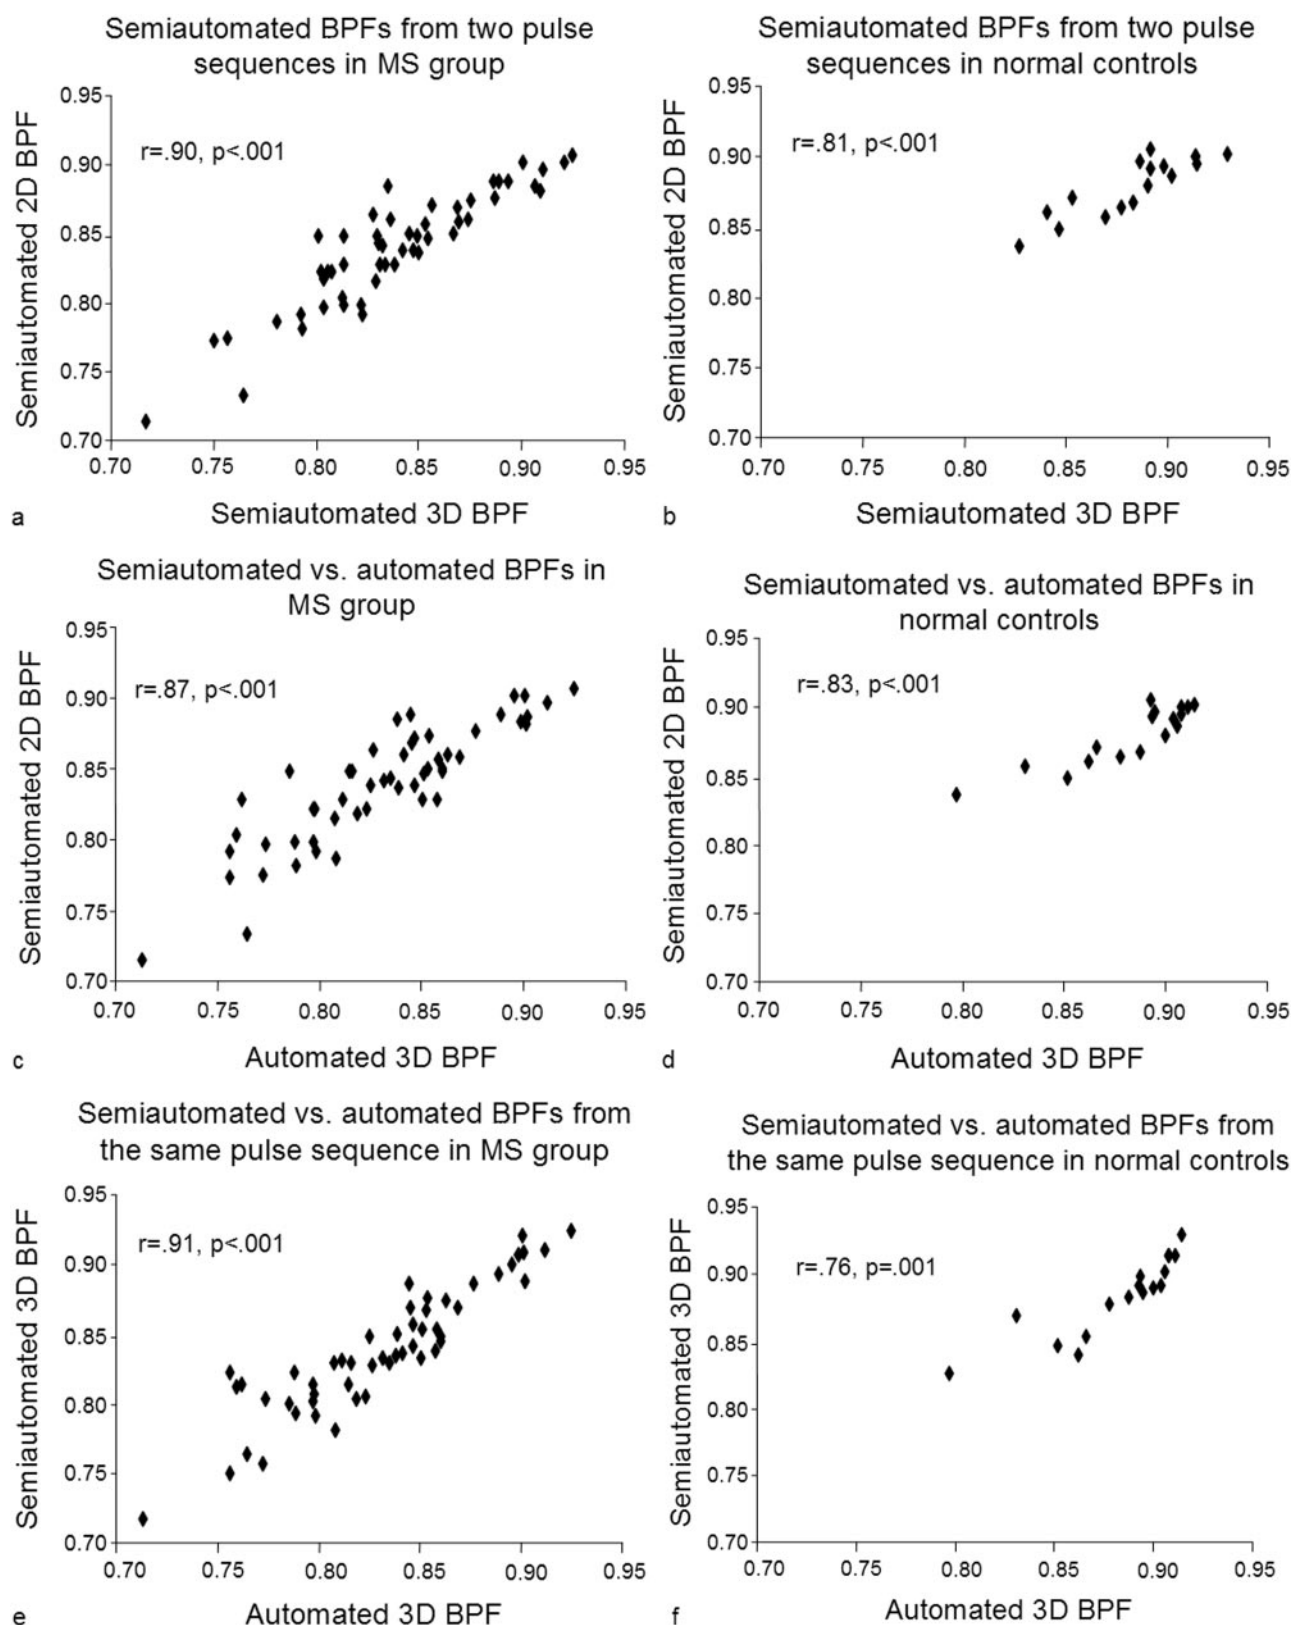 Semiautomated BPFs from two pulse
sequences in MS group
0.95
0.90
0.85
0.80
0.75
0.70
r=.90, p<.001
Semiautomated 2D BPF
0.70 0.75 0.80 0.85 0.90 0.95
a
Semiautomated 3D BPF
Semiautomated BPFs from two pulse
sequences in normal controls
0.95
0.90
0.85
0.80
0.75
0.70
r=.81, p<.001
Semiautomated 2D BPF
0.70 0.75 0.80 0.85 0.90 0.95
b
Semiautomated 3D BPF
Semiautomated vs. automated BPFs in
MS group
0.95
0.90
0.85
0.80
0.75
0.70
r=.87, p<.001
Semiautomated 2D BPF
0.70 0.75 0.80 0.85 0.90 0.95
c
Automated 3D BPF
Semiautomated vs. automated BPFs in
normal controls
0.95
0.90
0.85
0.80
0.75
0.70
r=.83, p<.001
Semiautomated 2D BPF
0.70 0.75 0.80 0.85 0.90 0.95
d
Automated 3D BPF
Semiautomated vs. automated BPFs from
the same pulse sequence in MS group
0.95
0.90
0.85
0.80
0.75
0.70
r=.91, p<.001
Semiautomated 3D BPF
0.70 0.75 0.80 0.85 0.90 0.95
e
Automated 3D BPF
Semiautomated vs. automated BPFs from
the same pulse sequence in normal controls
0.95
0.90
0.85
0.80
0.75
0.70
r=.76, p=.001
Semiautomated 3D BPF
0.70 0.75 0.80 0.85 0.90 0.95
f
Automated 3D BPF